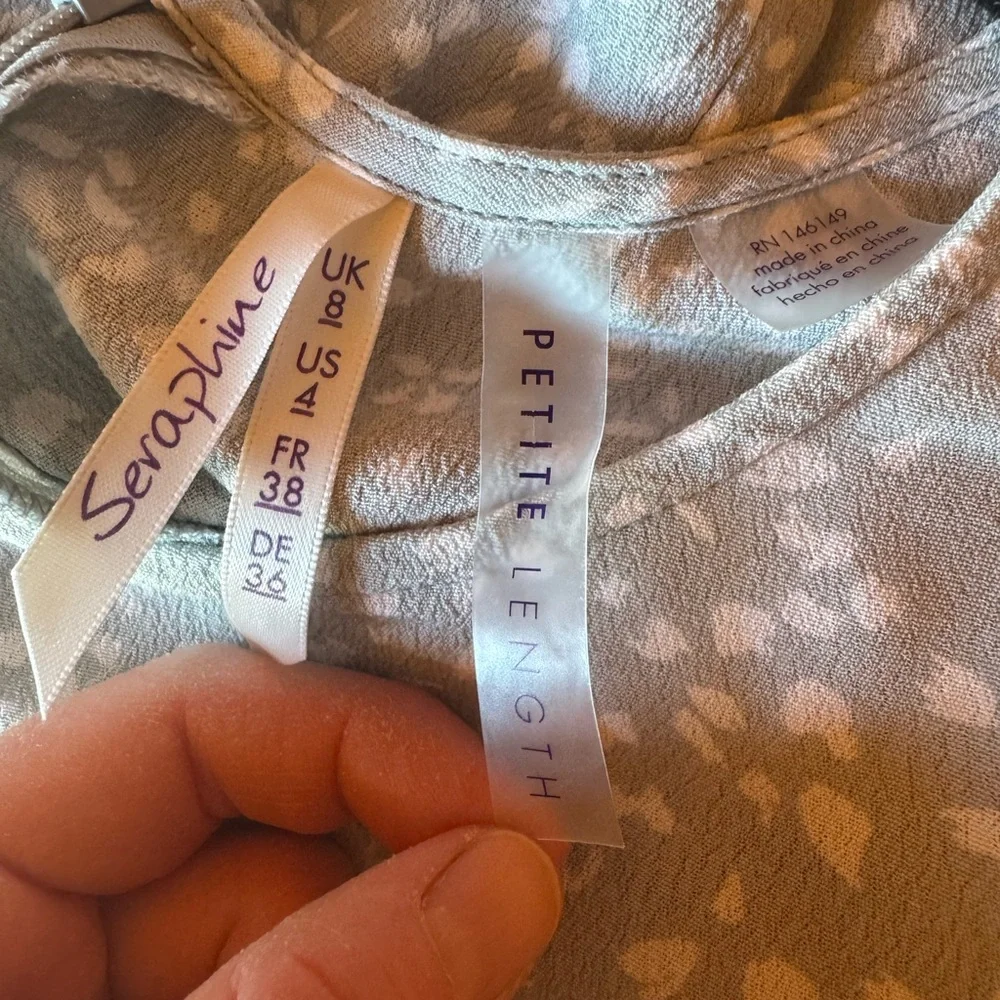 Seraphine
UK
8
US
4
FR
38
DE
36
PETITE LENGTH
RN 146149
made in china
fabriqué en chine
hecho en china